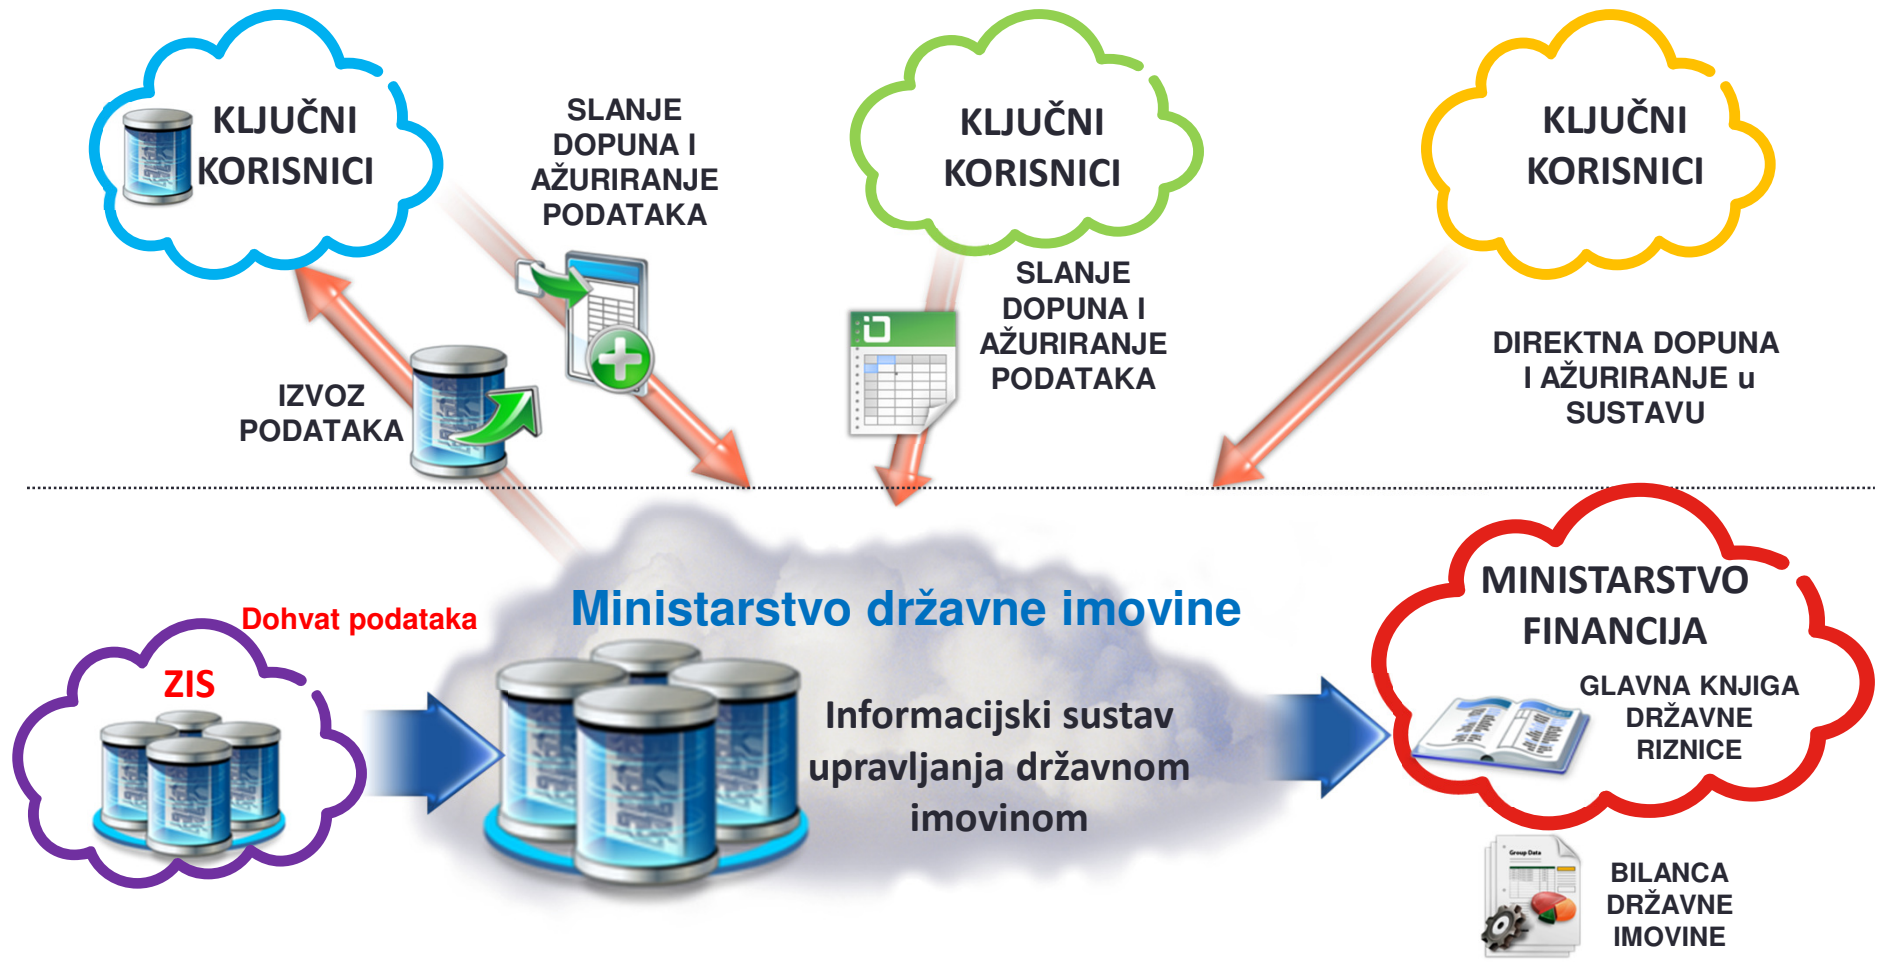 KLJUČNI
KORISNICI
SLANJE
DOPUNA I
AŽURIRANJE
PODATAKA
KLJUČNI
KORISNICI
KLJUČNI
KORISNICI
SLANJE
DOPUNA I
AŽURIRANJE
PODATAKA
DIREKTNA DOPUNA
I AŽURIRANJE u
SUSTAVU
IZVOZ
PODATAKA
Dohvat podataka
ZIS
Ministarstvo državne imovine
Informacijski sustav
upravljanja državnom
imovinom
MINISTARSTVO
FINANCIJA
GLAVNA KNJIGA
DRŽAVNE
RIZNICE
Group Data
BILANCA
DRŽAVNE
IMOVINE